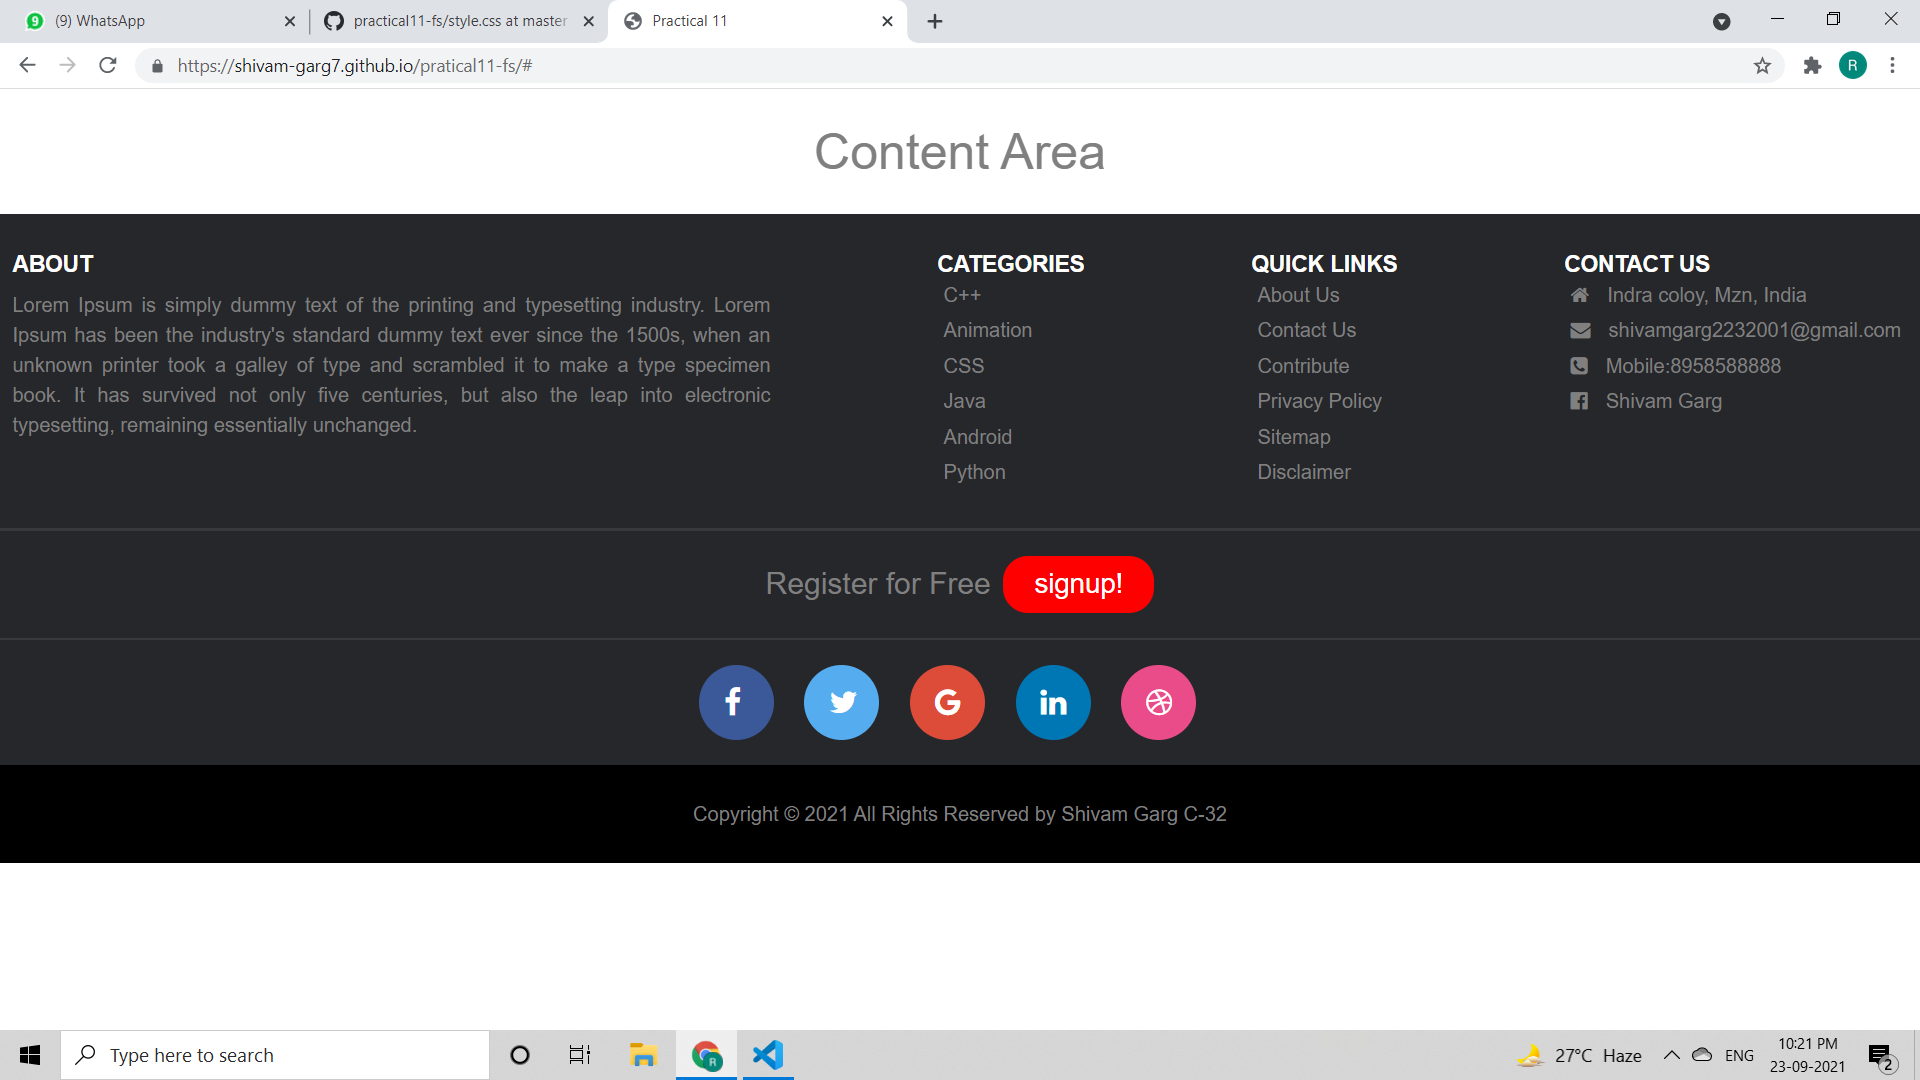 (9) WhatsApp
practical11-fs/style.css at master
Practical 11
https://shivam-garg7.github.io/pratical11-fs/#
R
Content Area
ABOUT
Lorem Ipsum is simply dummy text of the printing and typesetting industry. Lorem
Ipsum has been the industry's standard dummy text ever since the 1500s, when an
unknown printer took a galley of type and scrambled it to make a type specimen
book. It has survived not only five centuries, but also the leap into electronic
typesetting, remaining essentially unchanged.
CATEGORIES
C++
Animation
CSS
Java
Android
Python
QUICK LINKS
About Us
Contact Us
Contribute
Privacy Policy
Sitemap
Disclaimer
CONTACT US
Indra coloy, Mzn, India
shivamgarg2232001@gmail.com
Mobile:8958588888
Shivam Garg
Register for Free signup!
Copyright © 2021 All Rights Reserved by Shivam Garg C-32
Type here to search
27°C Haze
ENG
10:21 PM
23-09-2021
2